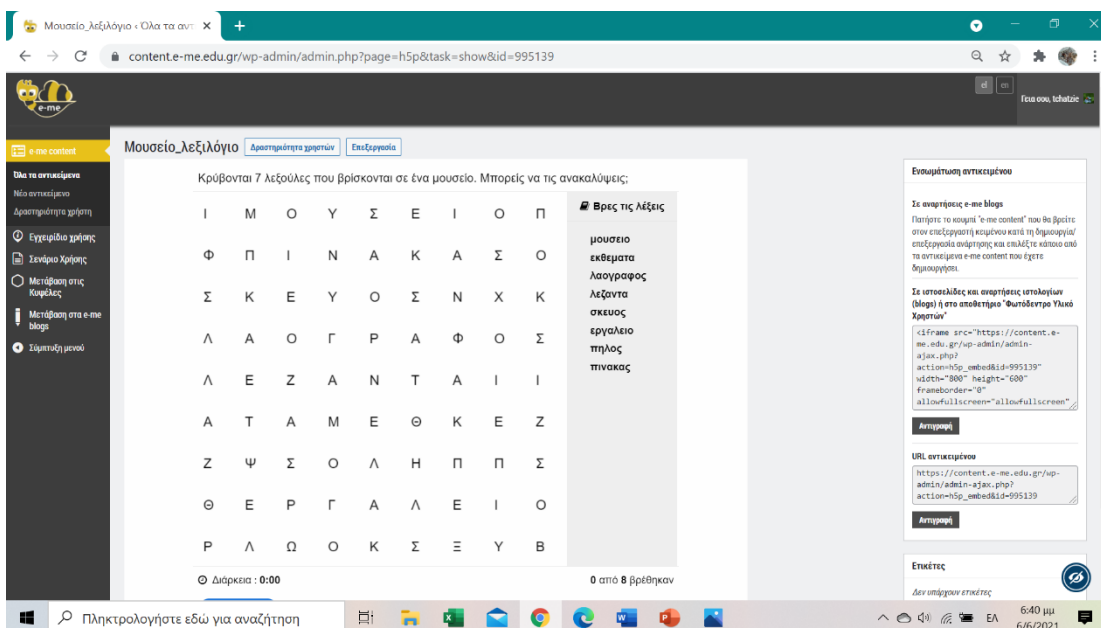 Μουσείο_λεξιλόγιο ‹ Όλα τα αντ
content.e-me.edu.gr/wp-admin/admin.php?page=h5p&task=show&id=995139
e-me
el en
Γεια σου, tchatzie
e-me content
Όλα τα αντικείμενα
Νέο αντικείμενο
Δραστηριότητα χρήστη
Εγχειρίδιο χρήσης
Σενάριο Χρήσης
Μετάβαση στις
Κυψέλες
Μετάβαση στα e-me
blogs
Σύμπτυξη μενού
Μουσείο_λεξιλόγιο Δραστηριότητα χρηστών Επεξεργασία
Κρύβονται 7 λεξούλες που βρίσκονται σε ένα μουσείο. Μπορείς να τις ανακαλύψεις;
Ι Μ Ο Υ Σ Ε Ι Ο Π
Φ Π Ι Ν Α Κ Α Σ Ο
Σ Κ Ε Υ Ο Σ Ν Χ Κ
Λ Α Ο Γ Ρ Α Φ Ο Σ
Λ Ε Ζ Α Ν Τ Α Ι Ι
Α Τ Α Μ Ε Θ Κ Ε Ζ
Ζ Ψ Σ Ο Λ Η Π Π Σ
Θ Ε Ρ Γ Α Λ Ε Ι Ο
Ρ Λ Ω Ο Κ Σ Ξ Υ Β
Βρες τις λέξεις
μουσειο
εκθεματα
λαογραφος
λεζαντα
σκευος
εργαλειο
πηλος
πινακας
Διάρκεια : 0:00
0 από 8 βρέθηκαν
Ενσωμάτωση αντικειμένου
Σε αναρτήσεις e-me blogs
Πατήστε το κουμπί "e-me content" που θα βρείτε
στον επεξεργαστή κειμένου κατά τη δημιουργία/
επεξεργασία ανάρτησης και επιλέξτε κάποιο από
τα αντικείμενα e-me content που έχετε
δημιουργήσει.
Σε ιστοσελίδες και αναρτήσεις ιστολογίων
(blogs) ή στο αποθετήριο "Φωτόδεντρο Υλικό
Χρηστών"
<iframe src="https://content.e-
me.edu.gr/wp-admin/admin-
ajax.php?
action=h5p_embed&id=995139"
width="800" height="600"
frameborder="0"
allowfullscreen="allowfullscreen"
Αντιγραφή
URL αντικειμένου
https://content.e-me.edu.gr/wp-
admin/admin-ajax.php?
action=h5p_embed&id=995139
Αντιγραφή
Ετικέτες
Δεν υπάρχουν ετικέτες
Πληκτρολογήστε εδώ για αναζήτηση
ΕΛ
6:40 μμ
6/6/2021